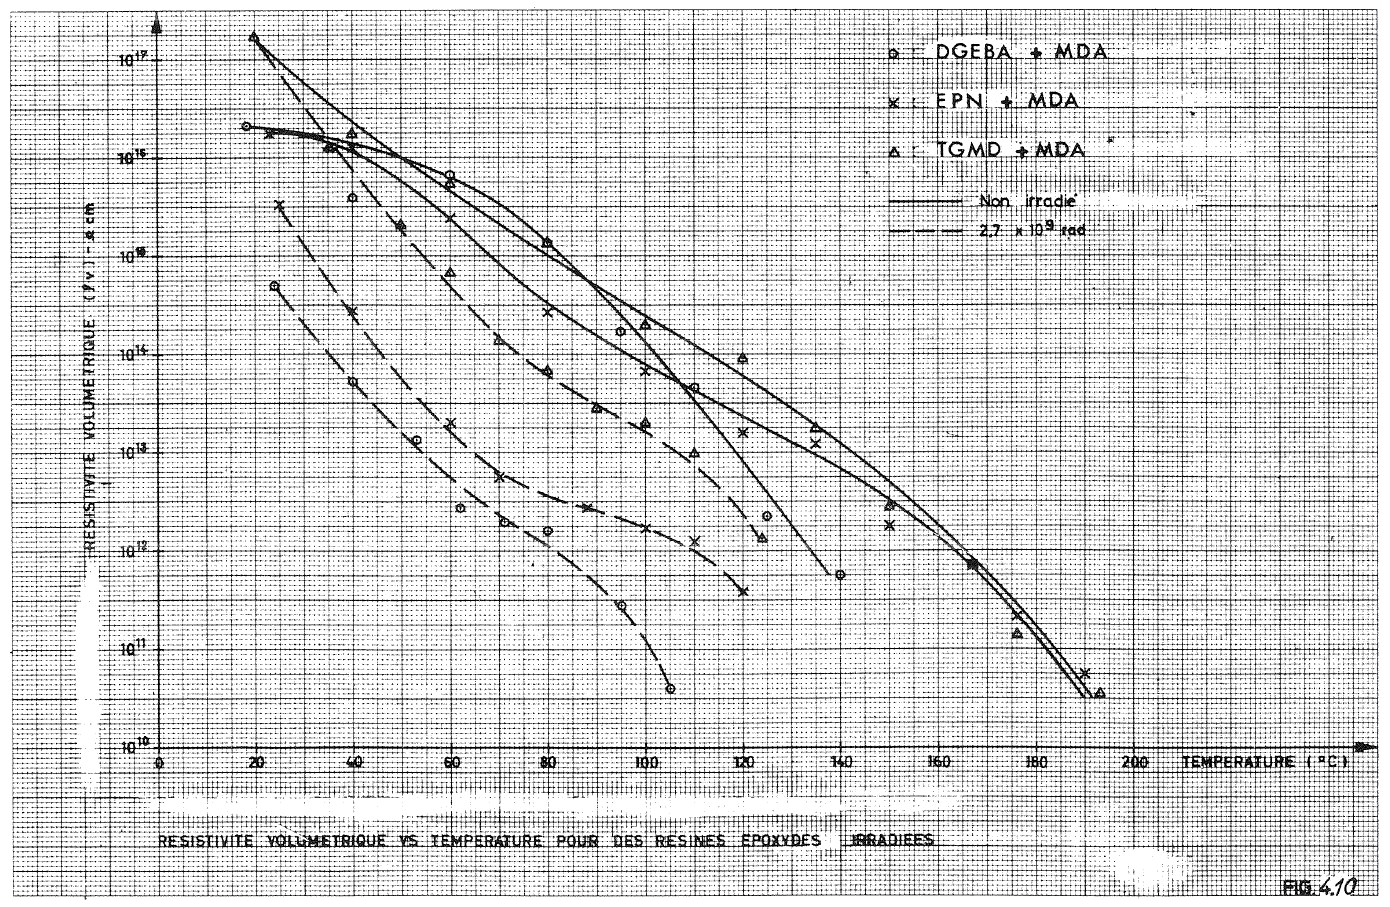 o : DGEBA + MDA
x : EPN + MDA
△ : TGMD + MDA
Non irradié
2,7 x 10⁹ rad
RESISTIVITE VOLUMETRIQUE (ρv) - Ω cm
10¹⁷
10¹⁶
10¹⁵
10¹⁴
10¹³
10¹²
10¹¹
10¹⁰
0 20 40 60 80 100 120 140 160 180 200 TEMPERATURE (°C)
RESISTIVITE VOLUMETRIQUE VS TEMPERATURE POUR DES RESINES EPOXYDES IRRADIEES
FIG. 4.10